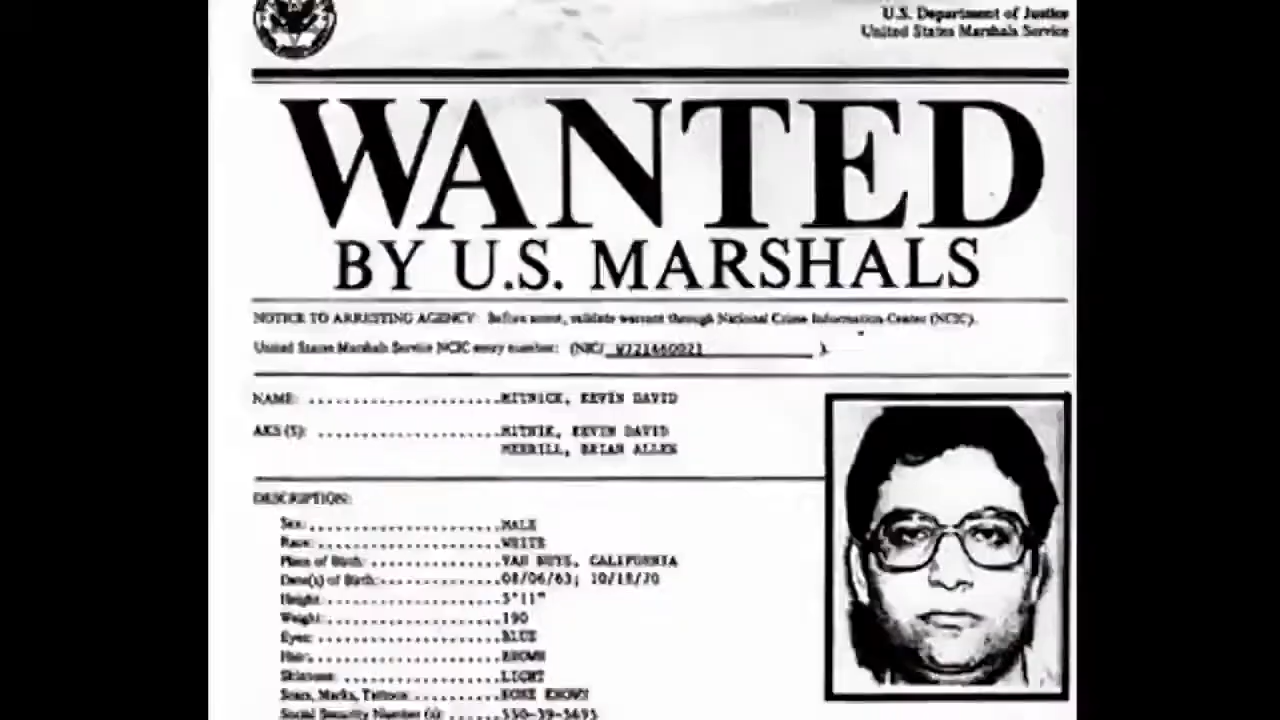 U.S. Department of Justice
United States Marshals Service
WANTED
BY U.S. MARSHALS
NOTICE TO ARRESTING AGENCY: Before arrest, validate warrant through National Crime Information Center (NCIC).
United States Marshals Service NCIC entry number: (NIC/ W721460021 ).
NAME: ......................MITNICK, KEVIN DAVID
AKS(S): .....................MITNIK, KEVIN DAVID
MERRILL, BRIAN ALLEN
DESCRIPTION:
Sex: ......................MALE
Race: .....................WHITE
Place of Birth: ...............VAN NUYS, CALIFORNIA
Date(s) of Birth: ..............08/06/63; 10/18/70
Height: .....................5'11"
Weight: .....................190
Eyes: ......................BLUE
Hair: ......................BROWN
Skintone: ...................LIGHT
Scars, Marks, Tattoos: ..........NONE KNOWN
Social Security Number (s): ......